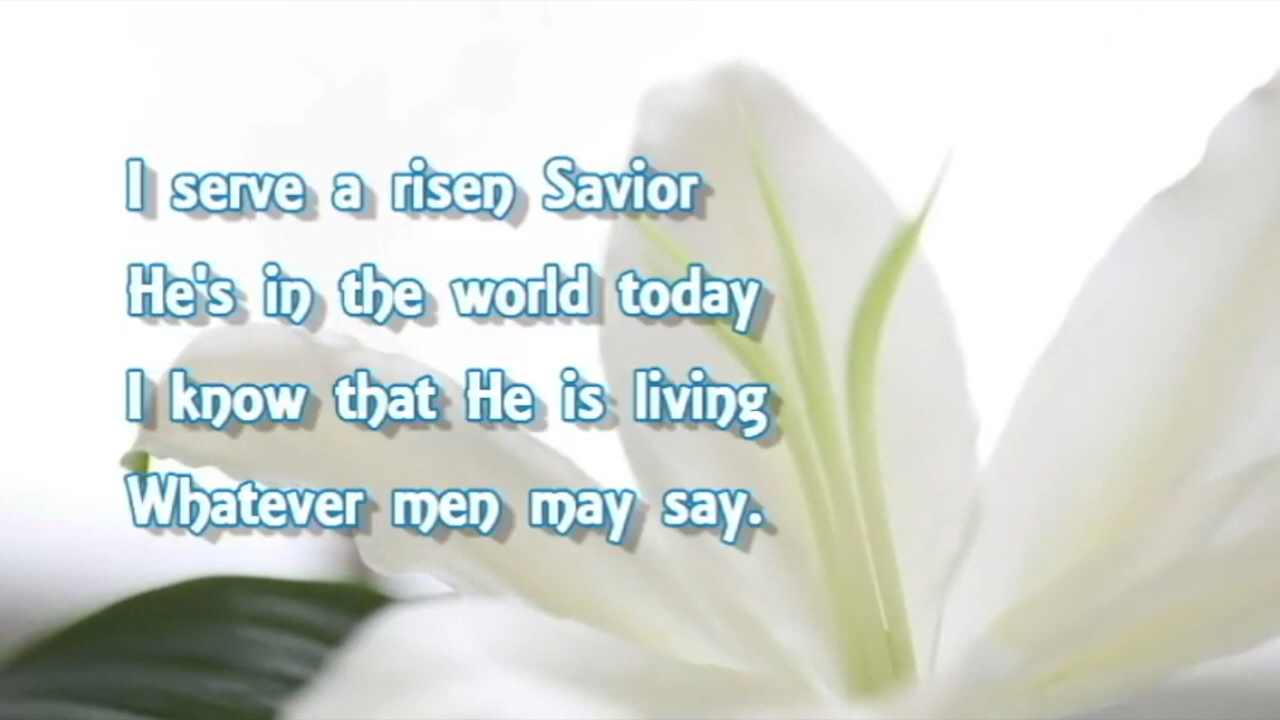 I serve a risen Savior
He's in the world today
I know that He is living
Whatever men may say.